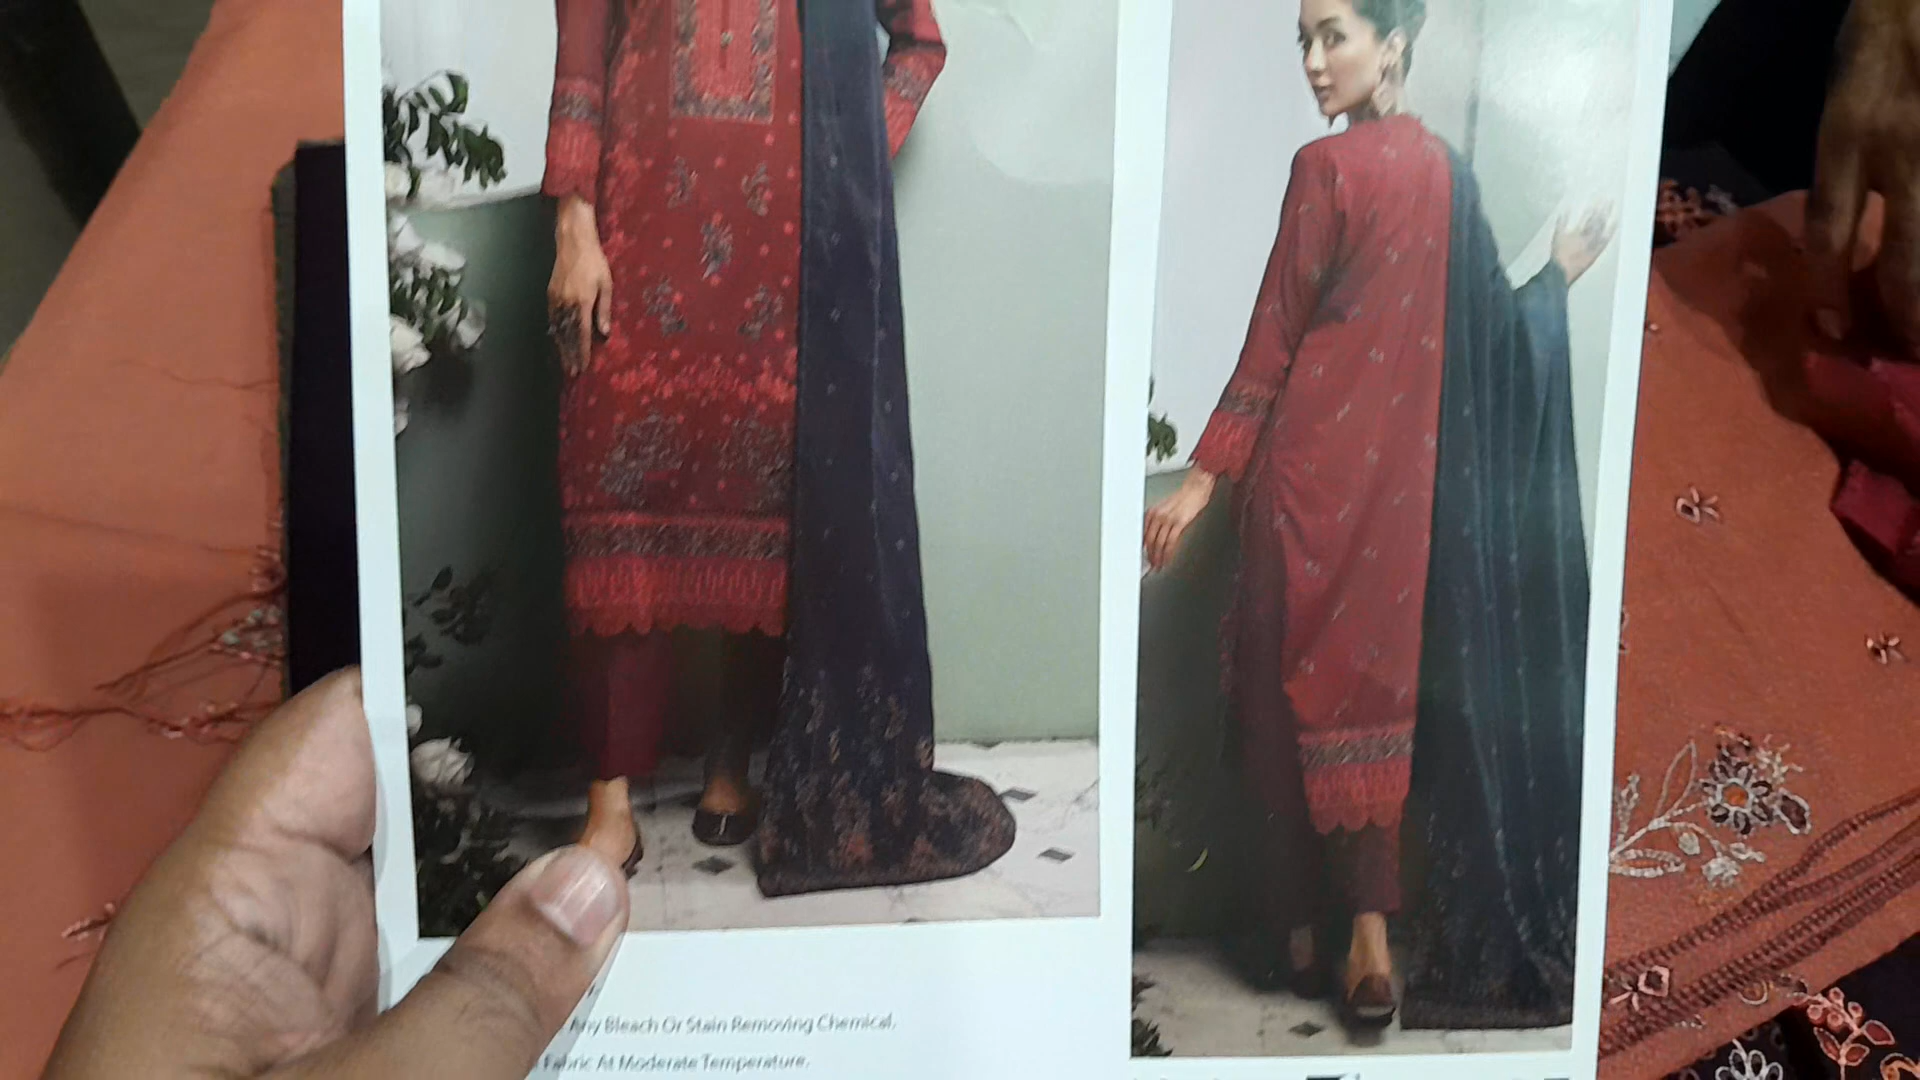 Any Bleach Or Stain Removing Chemical.
Fabric At Moderate Temperature.